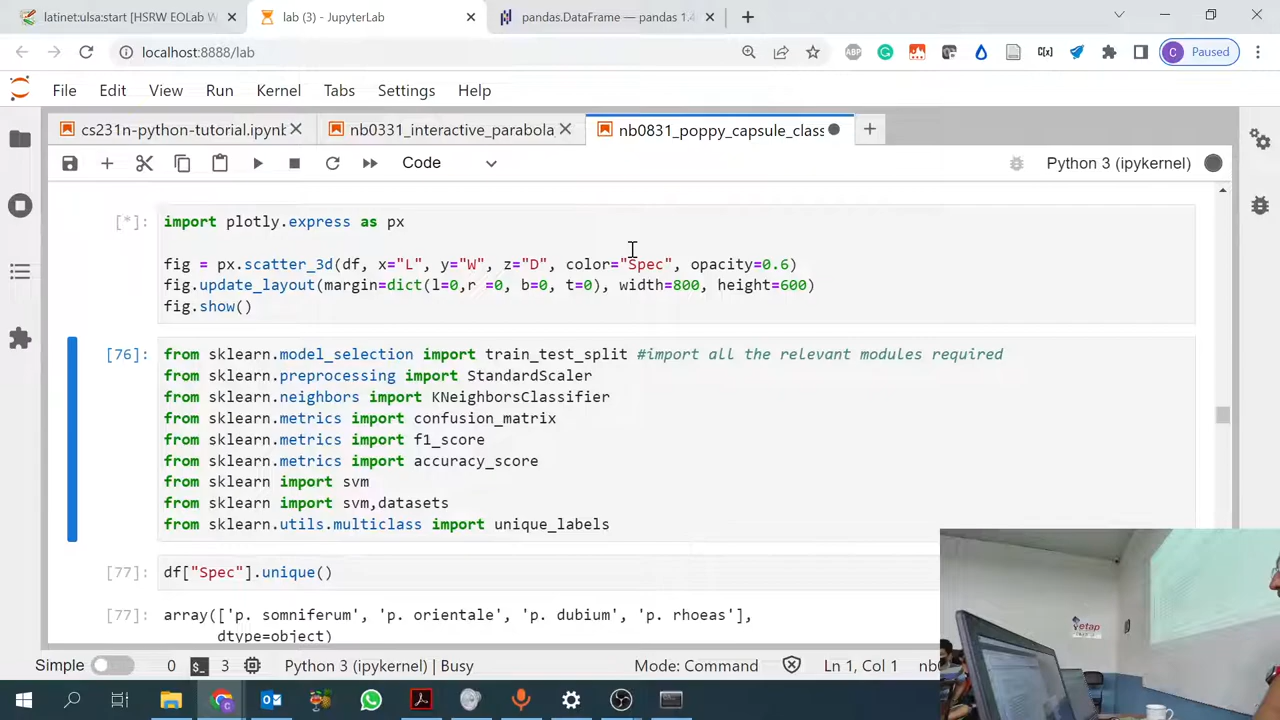 latinet:ulsa:start [HSRW EOLab W
lab (3) - JupyterLab
pandas.DataFrame — pandas 1.4.
localhost:8888/lab
ABP
C(x)
C
Paused
File Edit View Run Kernel Tabs Settings Help
cs231n-python-tutorial.ipynb
nb0331_interactive_parabola
nb0831_poppy_capsule_class
Code
Python 3 (ipykernel)
[*]:
import plotly.express as px
fig = px.scatter_3d(df, x="L", y="W", z="D", color="Spec", opacity=0.6)
fig.update_layout(margin=dict(l=0,r =0, b=0, t=0), width=800, height=600)
fig.show()
[76]:
from sklearn.model_selection import train_test_split #import all the relevant modules required
from sklearn.preprocessing import StandardScaler
from sklearn.neighbors import KNeighborsClassifier
from sklearn.metrics import confusion_matrix
from sklearn.metrics import f1_score
from sklearn.metrics import accuracy_score
from sklearn import svm
from sklearn import svm,datasets
from sklearn.utils.multiclass import unique_labels
[77]:
df["Spec"].unique()
[77]:
array(['p. somniferum', 'p. orientale', 'p. dubium', 'p. rhoeas'],
dtype=object)
etap
Simple 0 3 Python 3 (ipykernel) | Busy Mode: Command Ln 1, Col 1 nb0